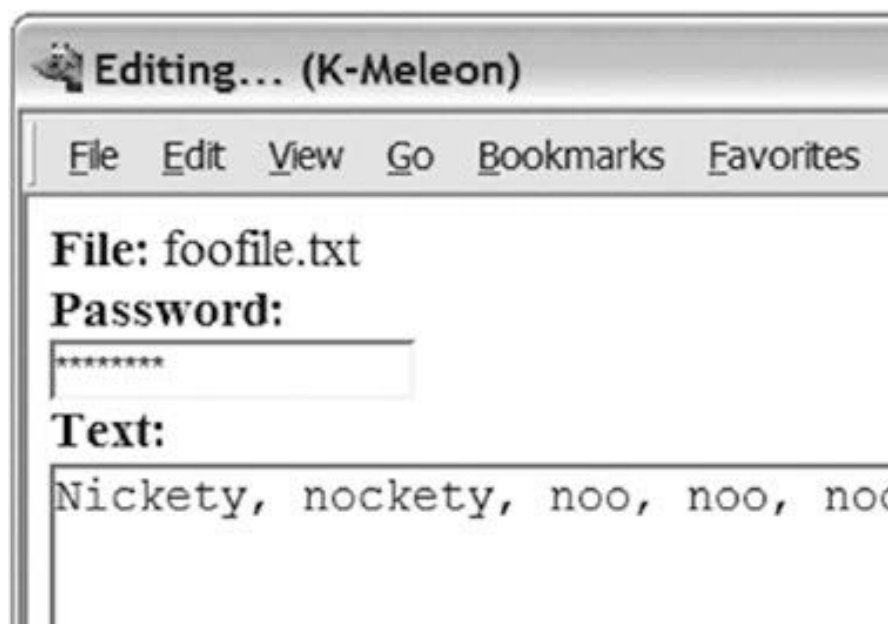 Editing... (K-Meleon)
File Edit View Go Bookmarks Favorites
File: foofile.txt
Password:
********
Text:
Nickety, nockety, noo, noo,